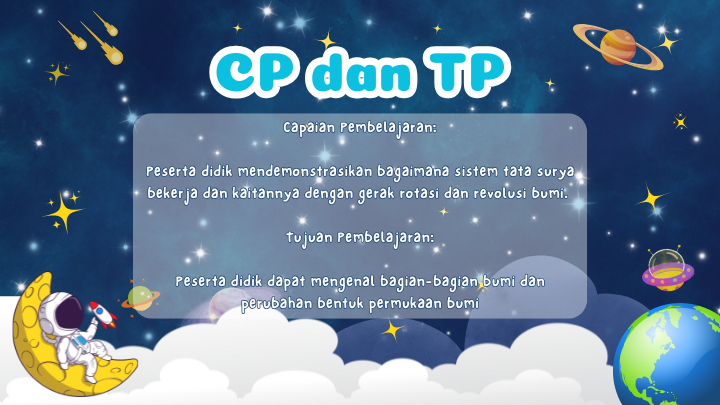 CP dan TP
Capaian Pembelajaran:
Peserta didik mendemonstrasikan bagaimana sistem tata surya
bekerja dan kaitannya dengan gerak rotasi dan revolusi bumi.
Tujuan Pembelajaran:
Peserta didik dapat mengenal bagian-bagian bumi dan
perubahan bentuk permukaan bumi